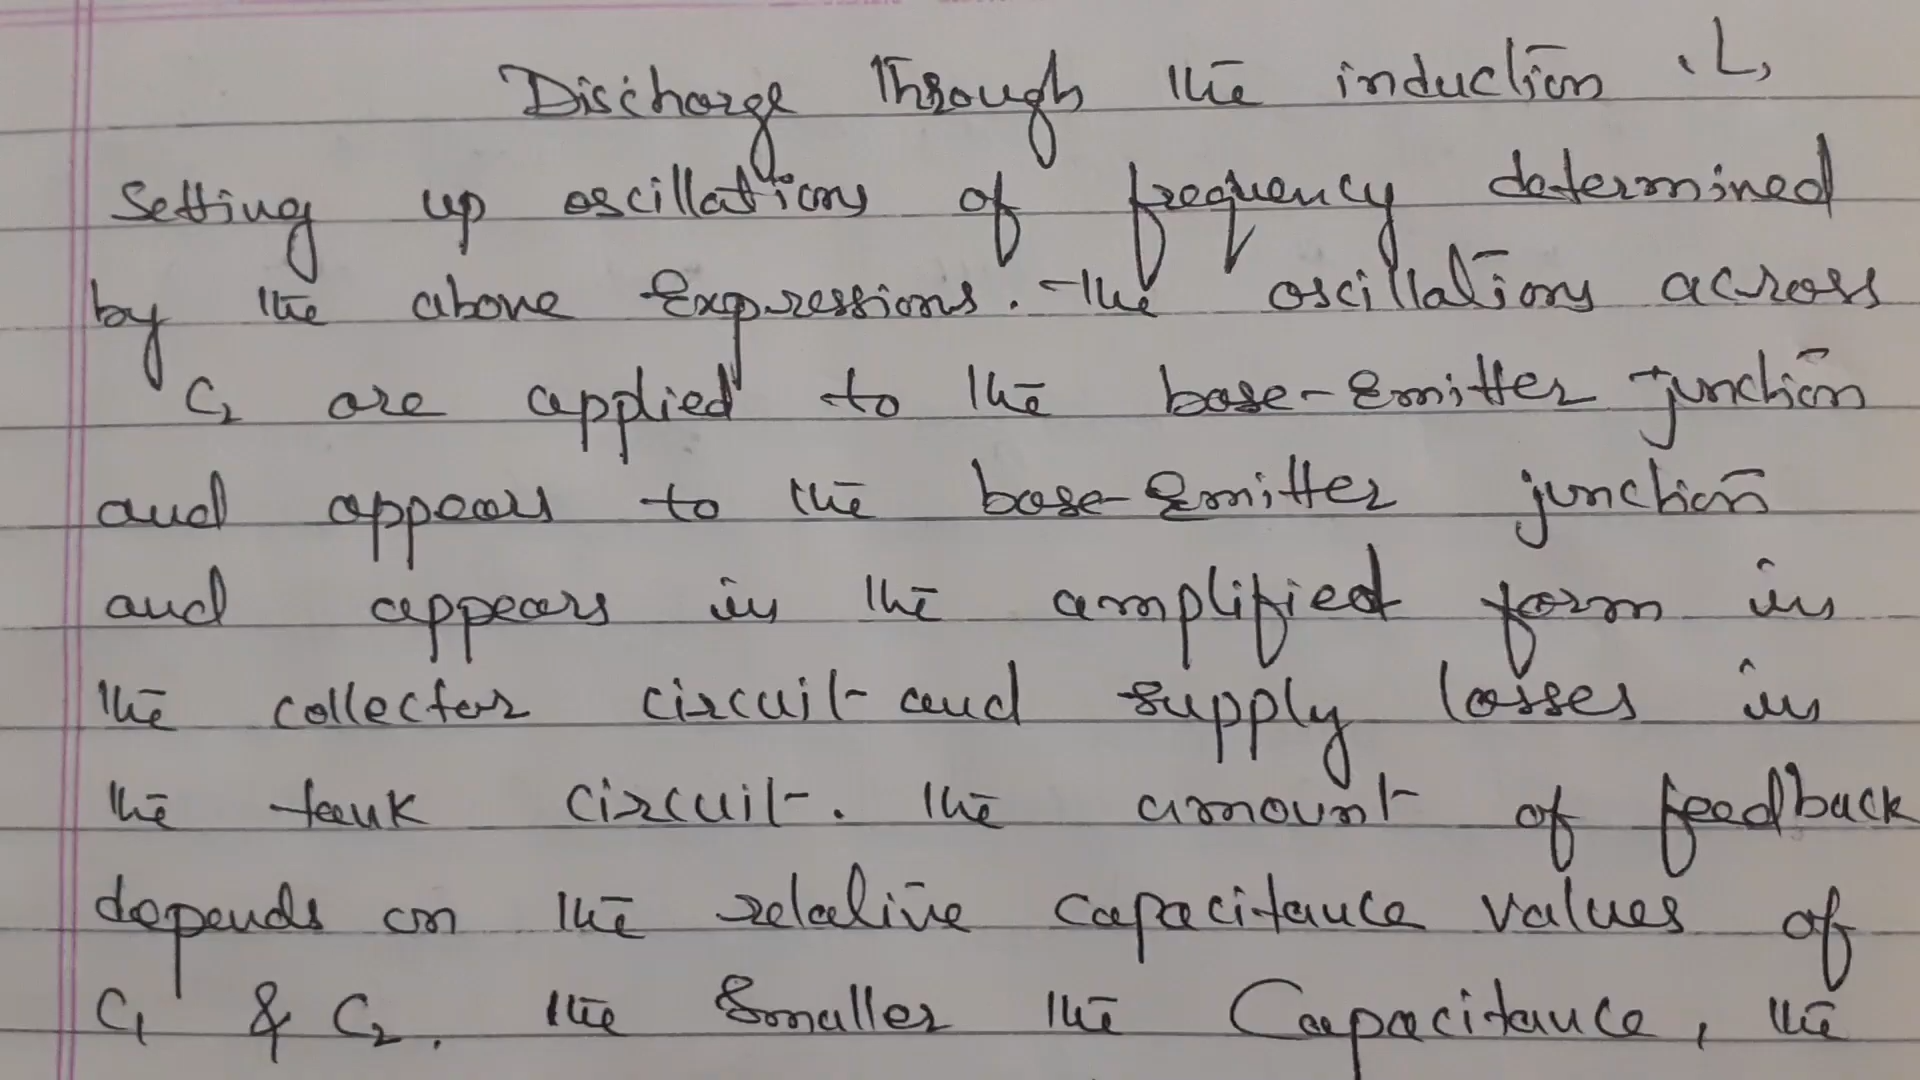 Discharge through the induction .L,
Setting up oscillations of frequency determined
by the above Expressions. The oscillations across
C₂ are applied to the base-Emitter junction
and appears to the base-Emitter junction
and appears in the amplified form in
the collector circuit and supply losses in
the tank circuit. the amount of feedback
depends on the relative capacitance values of
C₁ & C₂. the Smaller the Capacitance, the